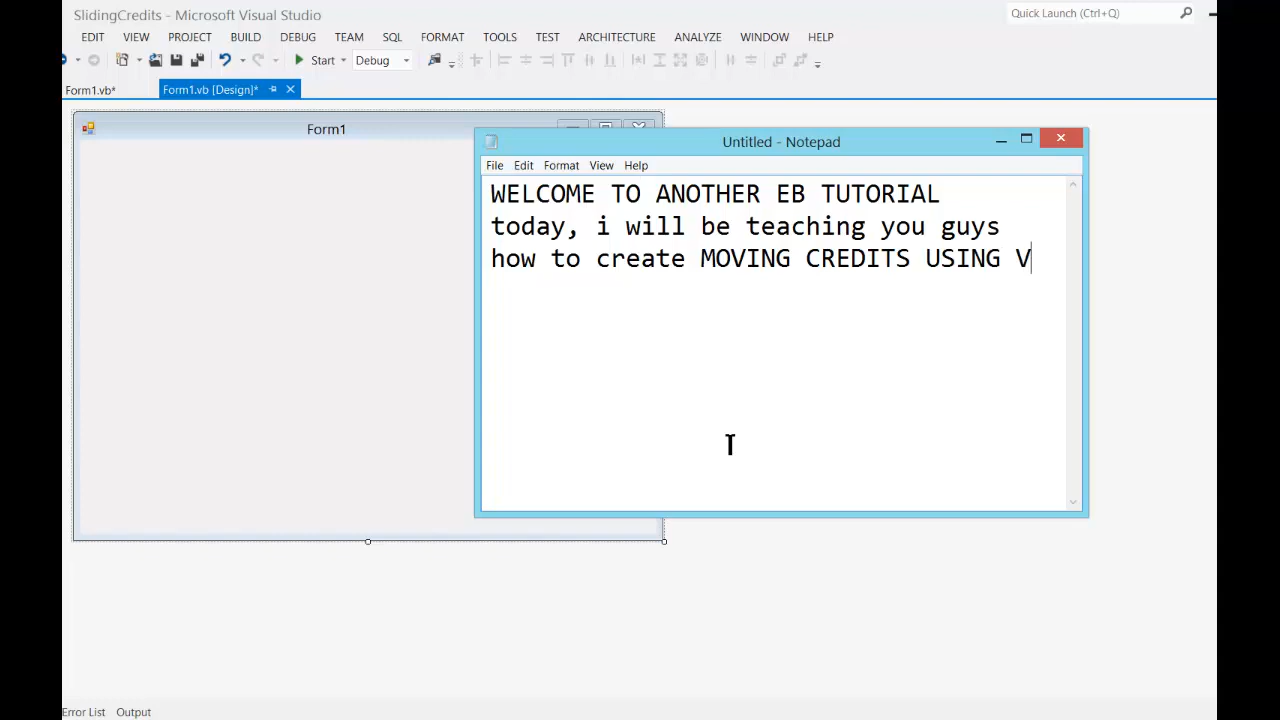 SlidingCredits - Microsoft Visual Studio
Quick Launch (Ctrl+Q)
EDIT VIEW PROJECT BUILD DEBUG TEAM SQL FORMAT TOOLS TEST ARCHITECTURE ANALYZE WINDOW HELP
Start Debug
Form1.vb* Form1.vb [Design]*
Form1
Untitled - Notepad
File Edit Format View Help
WELCOME TO ANOTHER EB TUTORIAL
today, i will be teaching you guys
how to create MOVING CREDITS USING V
Error List Output